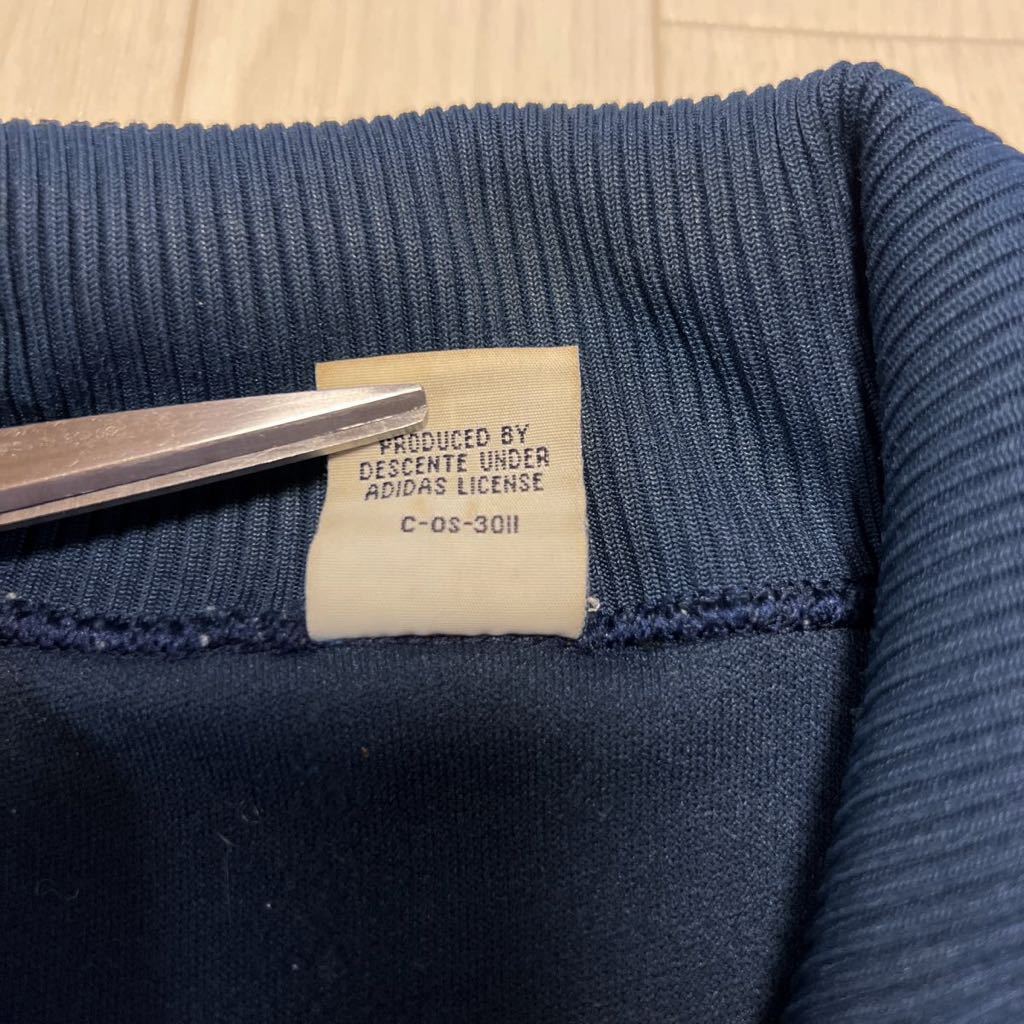 PRODUCED BY
DESCENTE UNDER
ADIDAS LICENSE
C-OS-3011